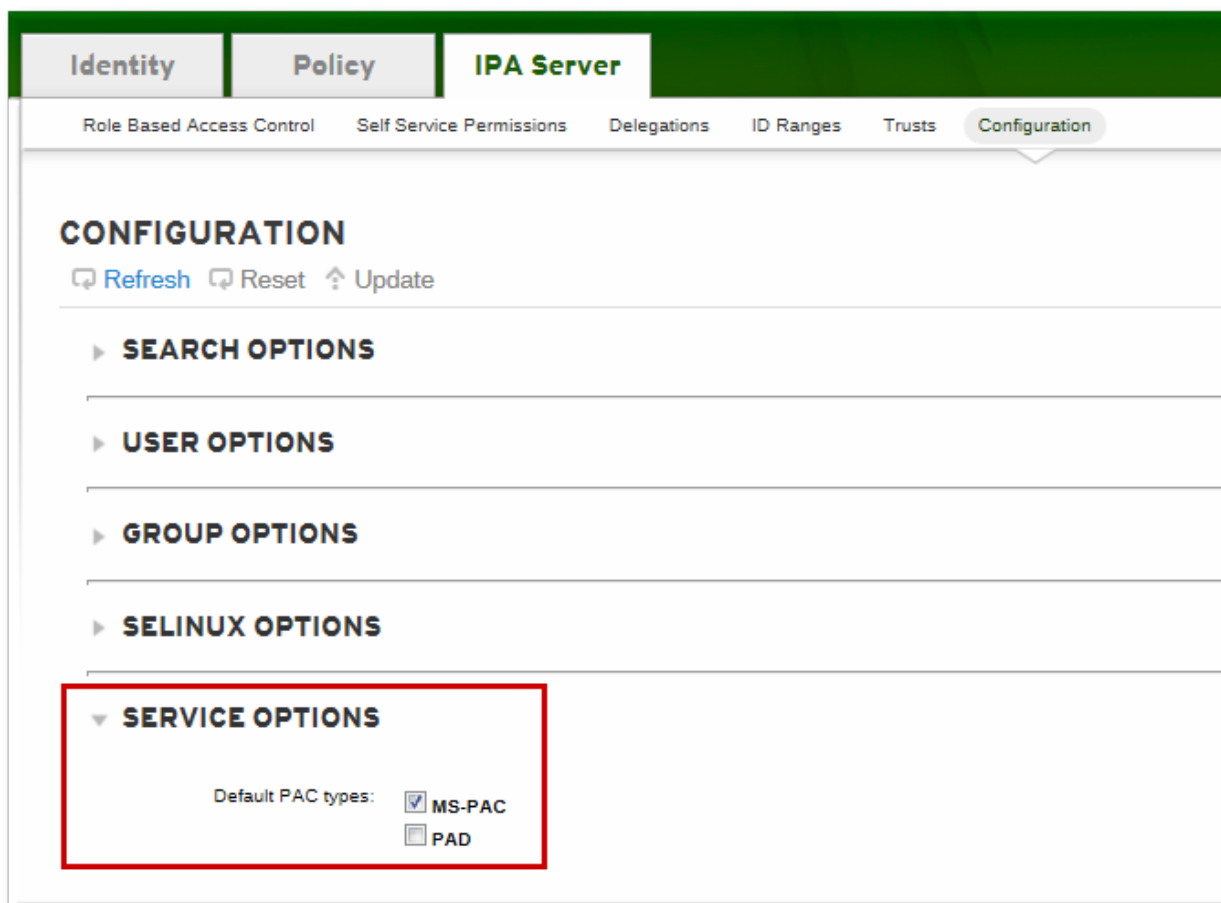 Identity Policy IPA Server
Role Based Access Control Self Service Permissions Delegations ID Ranges Trusts Configuration
CONFIGURATION
Refresh Reset Update
SEARCH OPTIONS
USER OPTIONS
GROUP OPTIONS
SELINUX OPTIONS
SERVICE OPTIONS
Default PAC types: MS-PAC
PAD